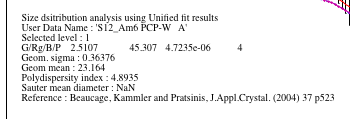 Size dsitribution analysis using Unified fit results
User Data Name : 'S12_Am6 PCP-W A'
Selected level : 1
G/Rg/B/P 2.5107 45.307 4.7235e-06 4
Geom. sigma : 0.36376
Geom mean : 23.164
Polydispersity index : 4.8935
Sauter mean diameter : NaN
Reference : Beaucage, Kammler and Pratsinis, J.Appl.Crystal. (2004) 37 p523